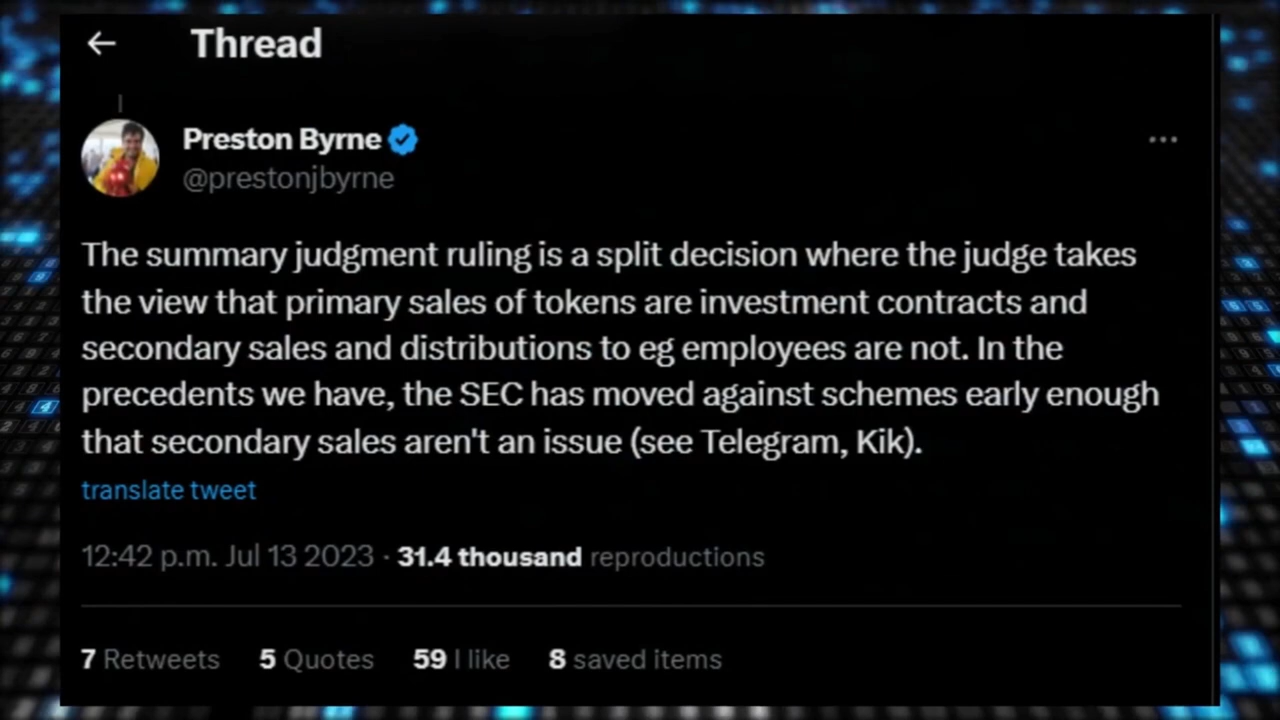 Thread
Preston Byrne
@prestonjbyrne
The summary judgment ruling is a split decision where the judge takes
the view that primary sales of tokens are investment contracts and
secondary sales and distributions to eg employees are not. In the
precedents we have, the SEC has moved against schemes early enough
that secondary sales aren't an issue (see Telegram, Kik).
translate tweet
12:42 p.m. Jul 13 2023 · 31.4 thousand reproductions
7 Retweets 5 Quotes 59 I like 8 saved items